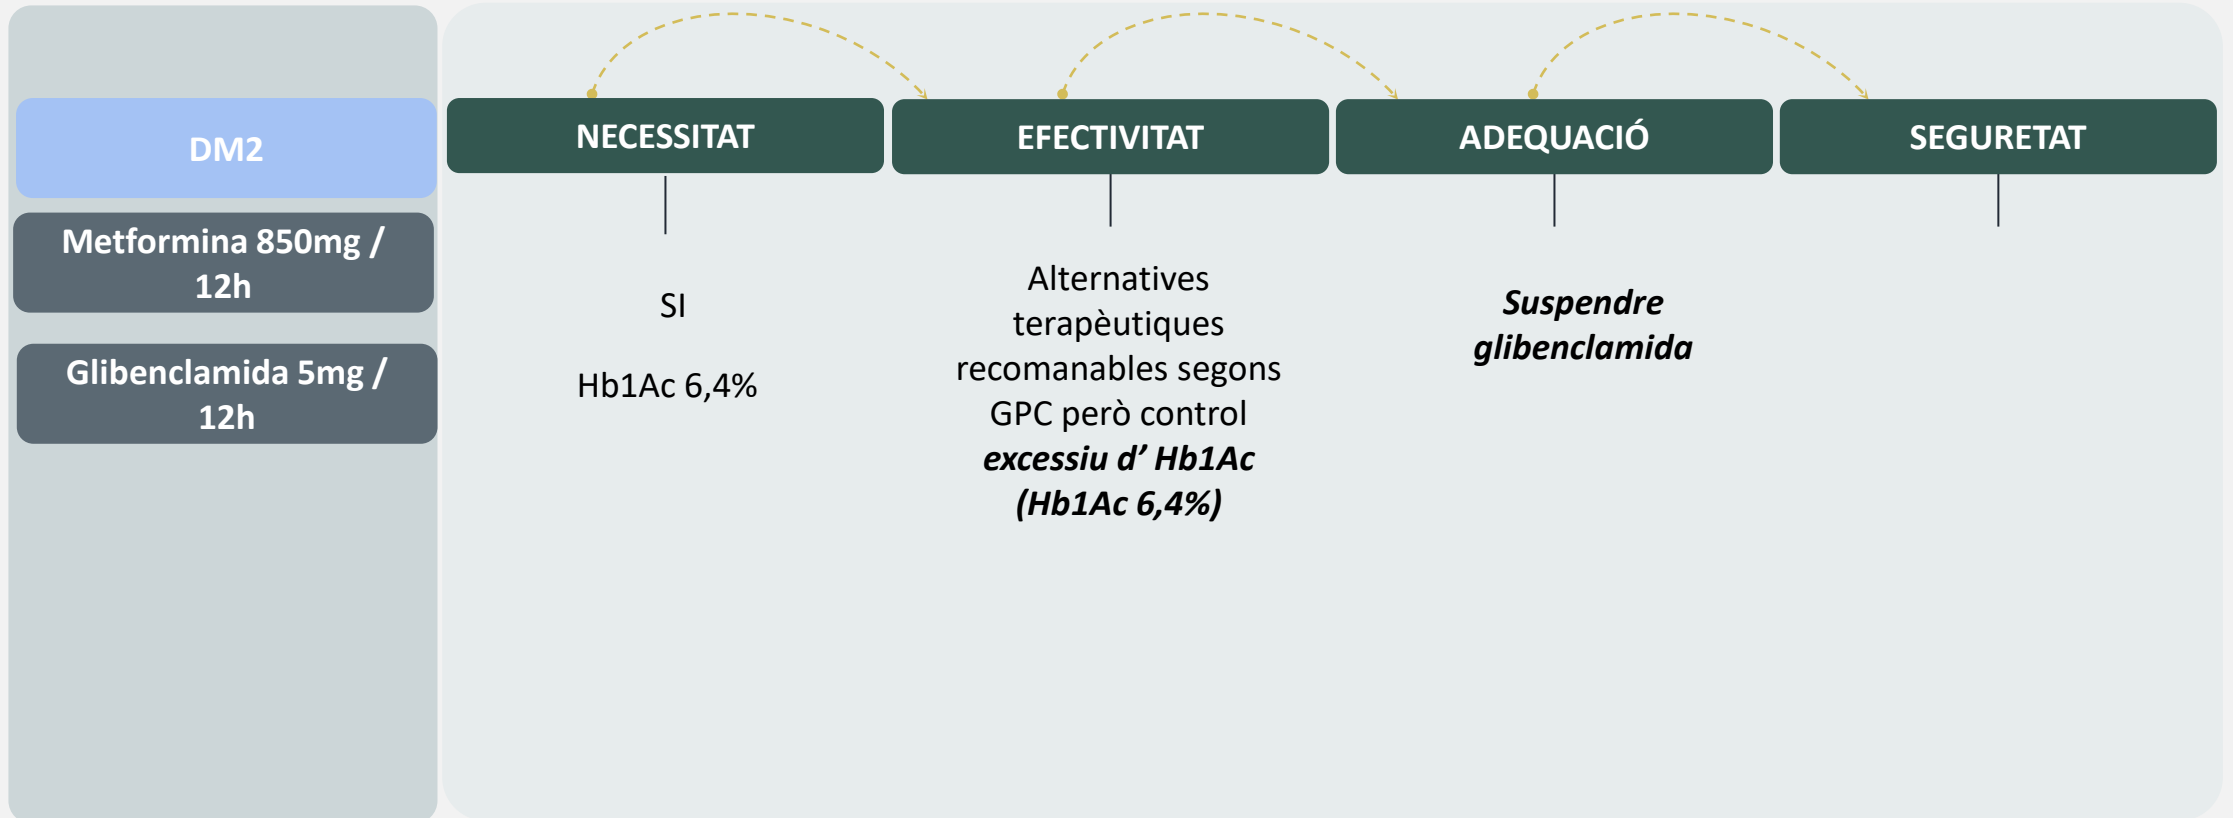 DM2
Metformina 850mg /
12h
Glibenclamida 5mg /
12h
NECESSITAT
SI
Hb1Ac 6,4%
EFECTIVITAT
Alternatives
terapèutiques
recomanables segons
GPC però control
excessiu d’ Hb1Ac
(Hb1Ac 6,4%)
ADEQUACIÓ
Suspendre
glibenclamida
SEGURETAT